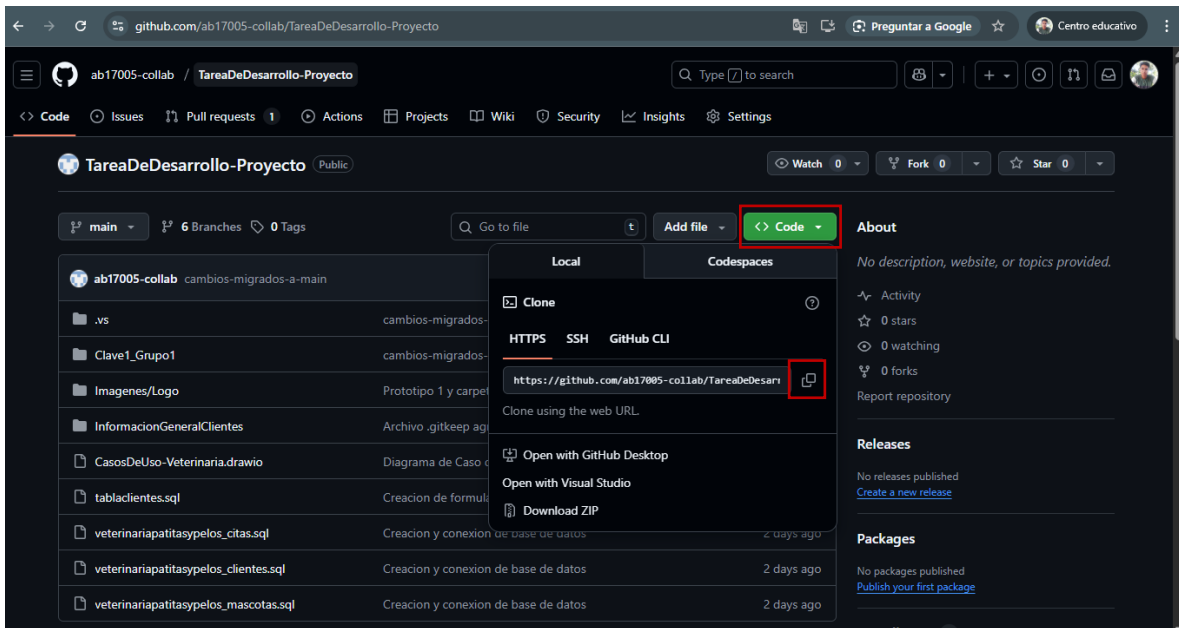 github.com/ab17005-collab/TareaDeDesarrollo-Proyecto Preguntar a Google Centro educativo
ab17005-collab / TareaDeDesarrollo-Proyecto Type / to search
Code Issues Pull requests 1 Actions Projects Wiki Security Insights Settings
TareaDeDesarrollo-Proyecto Public Watch 0 Fork 0 Star 0
main 6 Branches 0 Tags Go to file t Add file Code About
Local Codespaces No description, website, or topics provided.
ab17005-collab cambios-migrados-a-main
Clone Activity
.vs cambios-migrados- 0 stars
HTTPS SSH GitHub CLI 0 watching
Clave1_Grupo1 cambios-migrados- 0 forks
https://github.com/ab17005-collab/TareaDeDesarr
Imagenes/Logo Prototipo 1 y carpet Report repository
Clone using the web URL.
InformacionGeneralClientes Archivo .gitkeep ag
Releases
CasosDeUso-Veterinaria.drawio Diagrama de Caso Open with GitHub Desktop
No releases published
Open with Visual Studio Create a new release
tablaclientes.sql Creacion de formul
Download ZIP
veterinariapatitasypelos_citas.sql Creacion y conexion de base de datos 2 days ago Packages
veterinariapatitasypelos_clientes.sql Creacion y conexion de base de datos 2 days ago No packages published
Publish your first package
veterinariapatitasypelos_mascotas.sql Creacion y conexion de base de datos 2 days ago